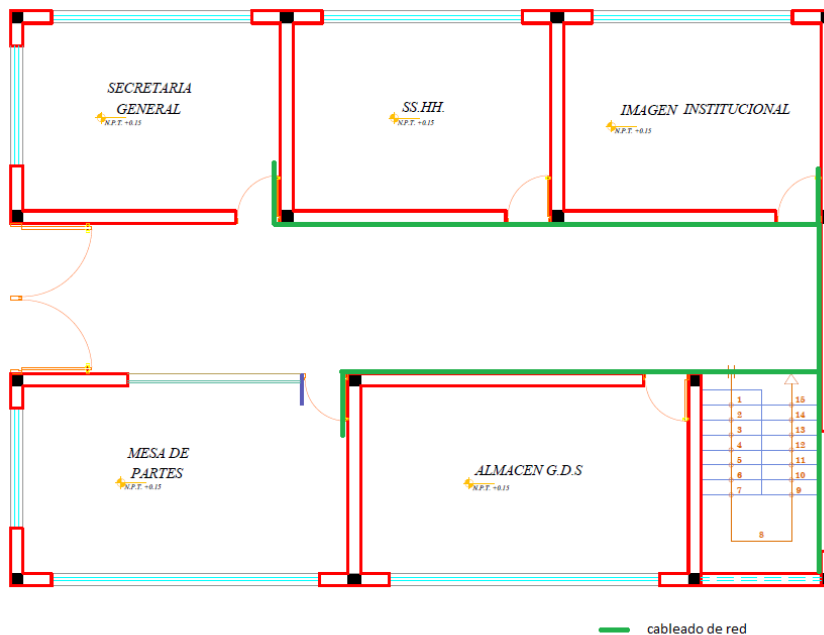 SECRETARIA
GENERAL
N.P.T. +0.15
SS.HH.
N.P.T. +0.15
IMAGEN INSTITUCIONAL
N.P.T. +0.15
MESA DE
PARTES
N.P.T. +0.15
ALMACEN G.D.S
N.P.T. +0.15
1 15
2 14
3 13
4 12
5 11
6 10
7 9
8
cableado de red